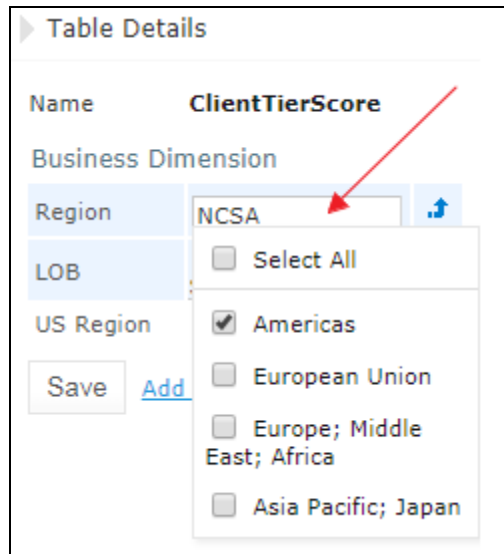 Table Details
Name ClientTierScore
Business Dimension
Region NCSA
Select All
LOB
US Region Americas
Save Add European Union
Europe; Middle
East; Africa
Asia Pacific; Japan